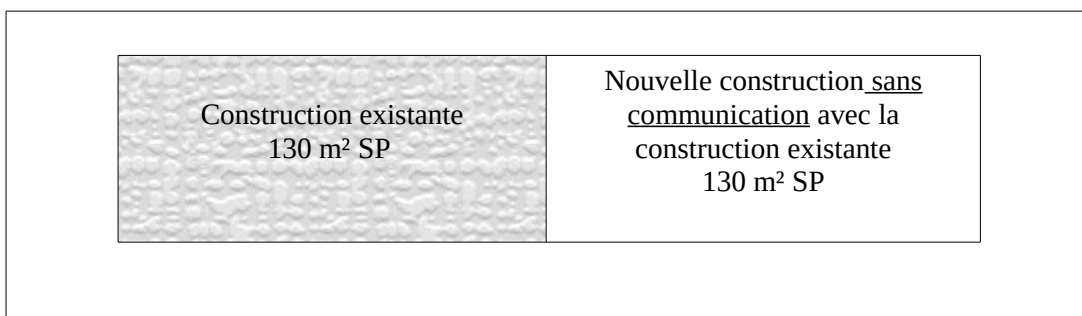 Construction existante
130 m² SP
Nouvelle construction sans
communication avec la
construction existante
130 m² SP